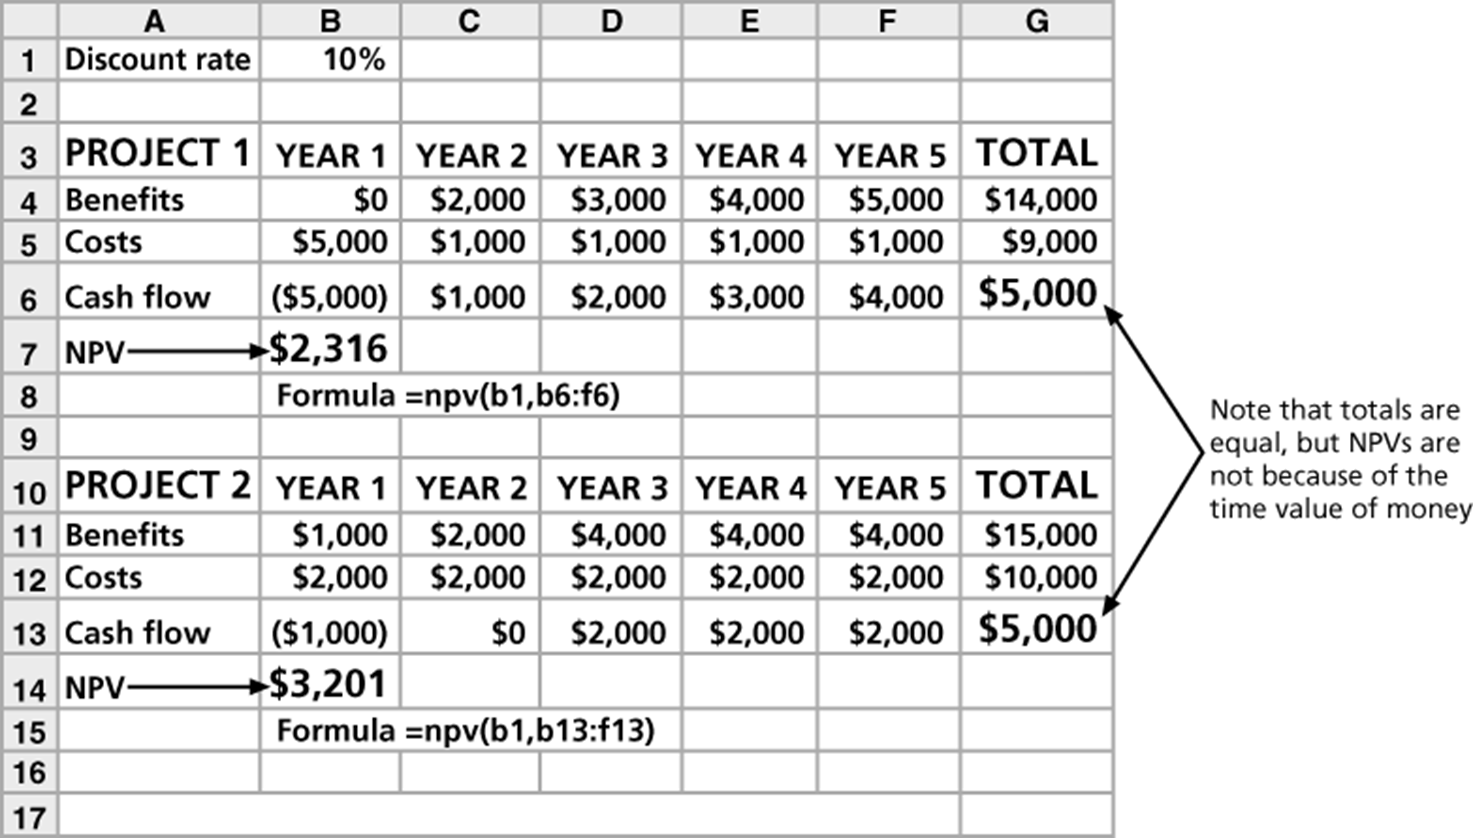 A B C D E F G
1 Discount rate 10%
2
3 PROJECT 1 YEAR 1 YEAR 2 YEAR 3 YEAR 4 YEAR 5 TOTAL
4 Benefits $0 $2,000 $3,000 $4,000 $5,000 $14,000
5 Costs $5,000 $1,000 $1,000 $1,000 $1,000 $9,000
6 Cash flow ($5,000) $1,000 $2,000 $3,000 $4,000 $5,000
7 NPV $2,316
8 Formula =npv(b1,b6:f6)
9
10 PROJECT 2 YEAR 1 YEAR 2 YEAR 3 YEAR 4 YEAR 5 TOTAL
11 Benefits $1,000 $2,000 $4,000 $4,000 $4,000 $15,000
12 Costs $2,000 $2,000 $2,000 $2,000 $2,000 $10,000
13 Cash flow ($1,000) $0 $2,000 $2,000 $2,000 $5,000
14 NPV $3,201
15 Formula =npv(b1,b13:f13)
16
17
Note that totals are
equal, but NPVs are
not because of the
time value of money